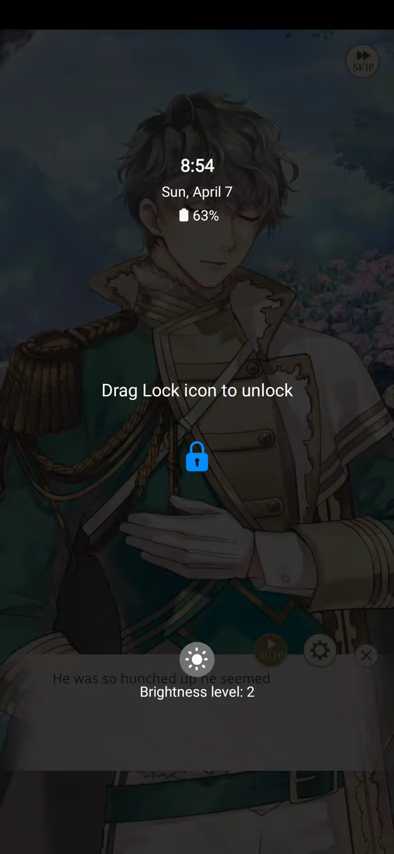 SKIP
8:54
Sun, April 7
63%
Drag Lock icon to unlock
AUTO
He was so hunched up he seemed
Brightness level: 2